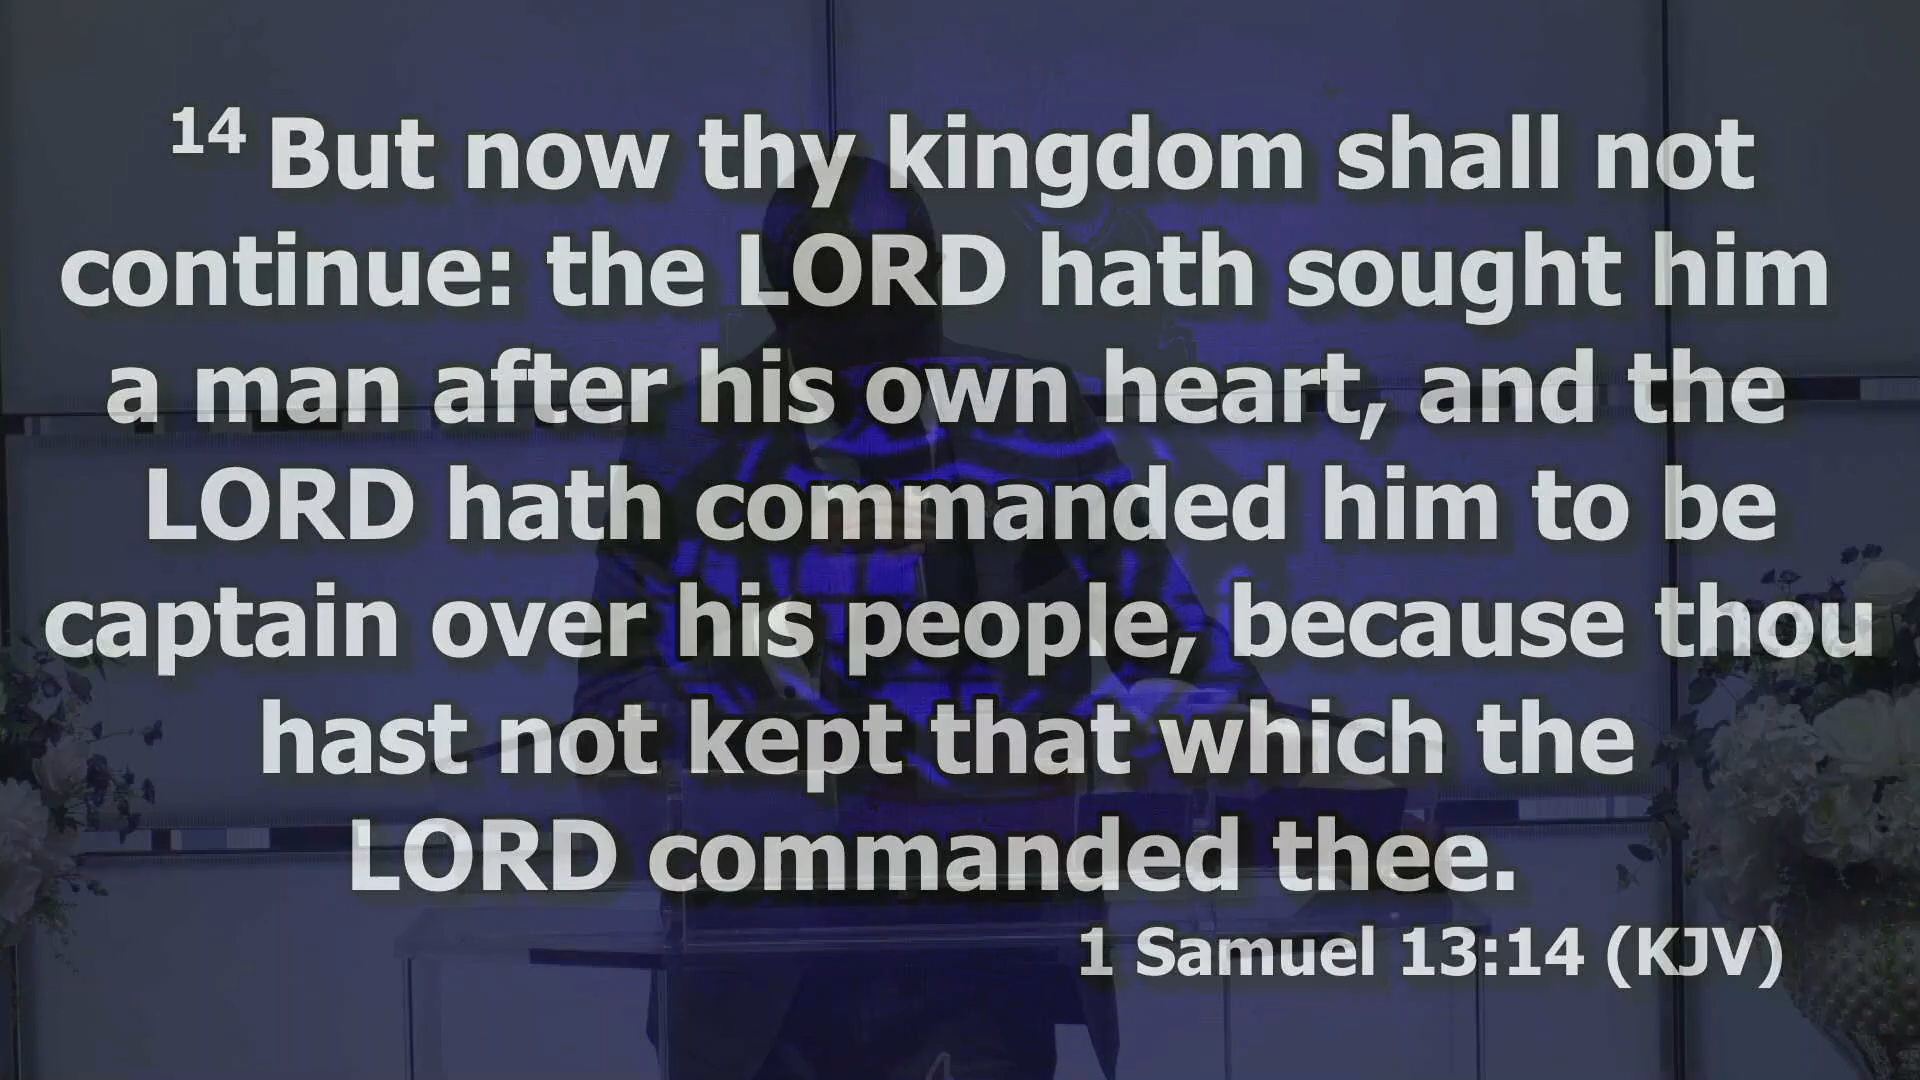 14 But now thy kingdom shall not
continue: the LORD hath sought him
a man after his own heart, and the
LORD hath commanded him to be
captain over his people, because thou
hast not kept that which the
LORD commanded thee.
1 Samuel 13:14 (KJV)